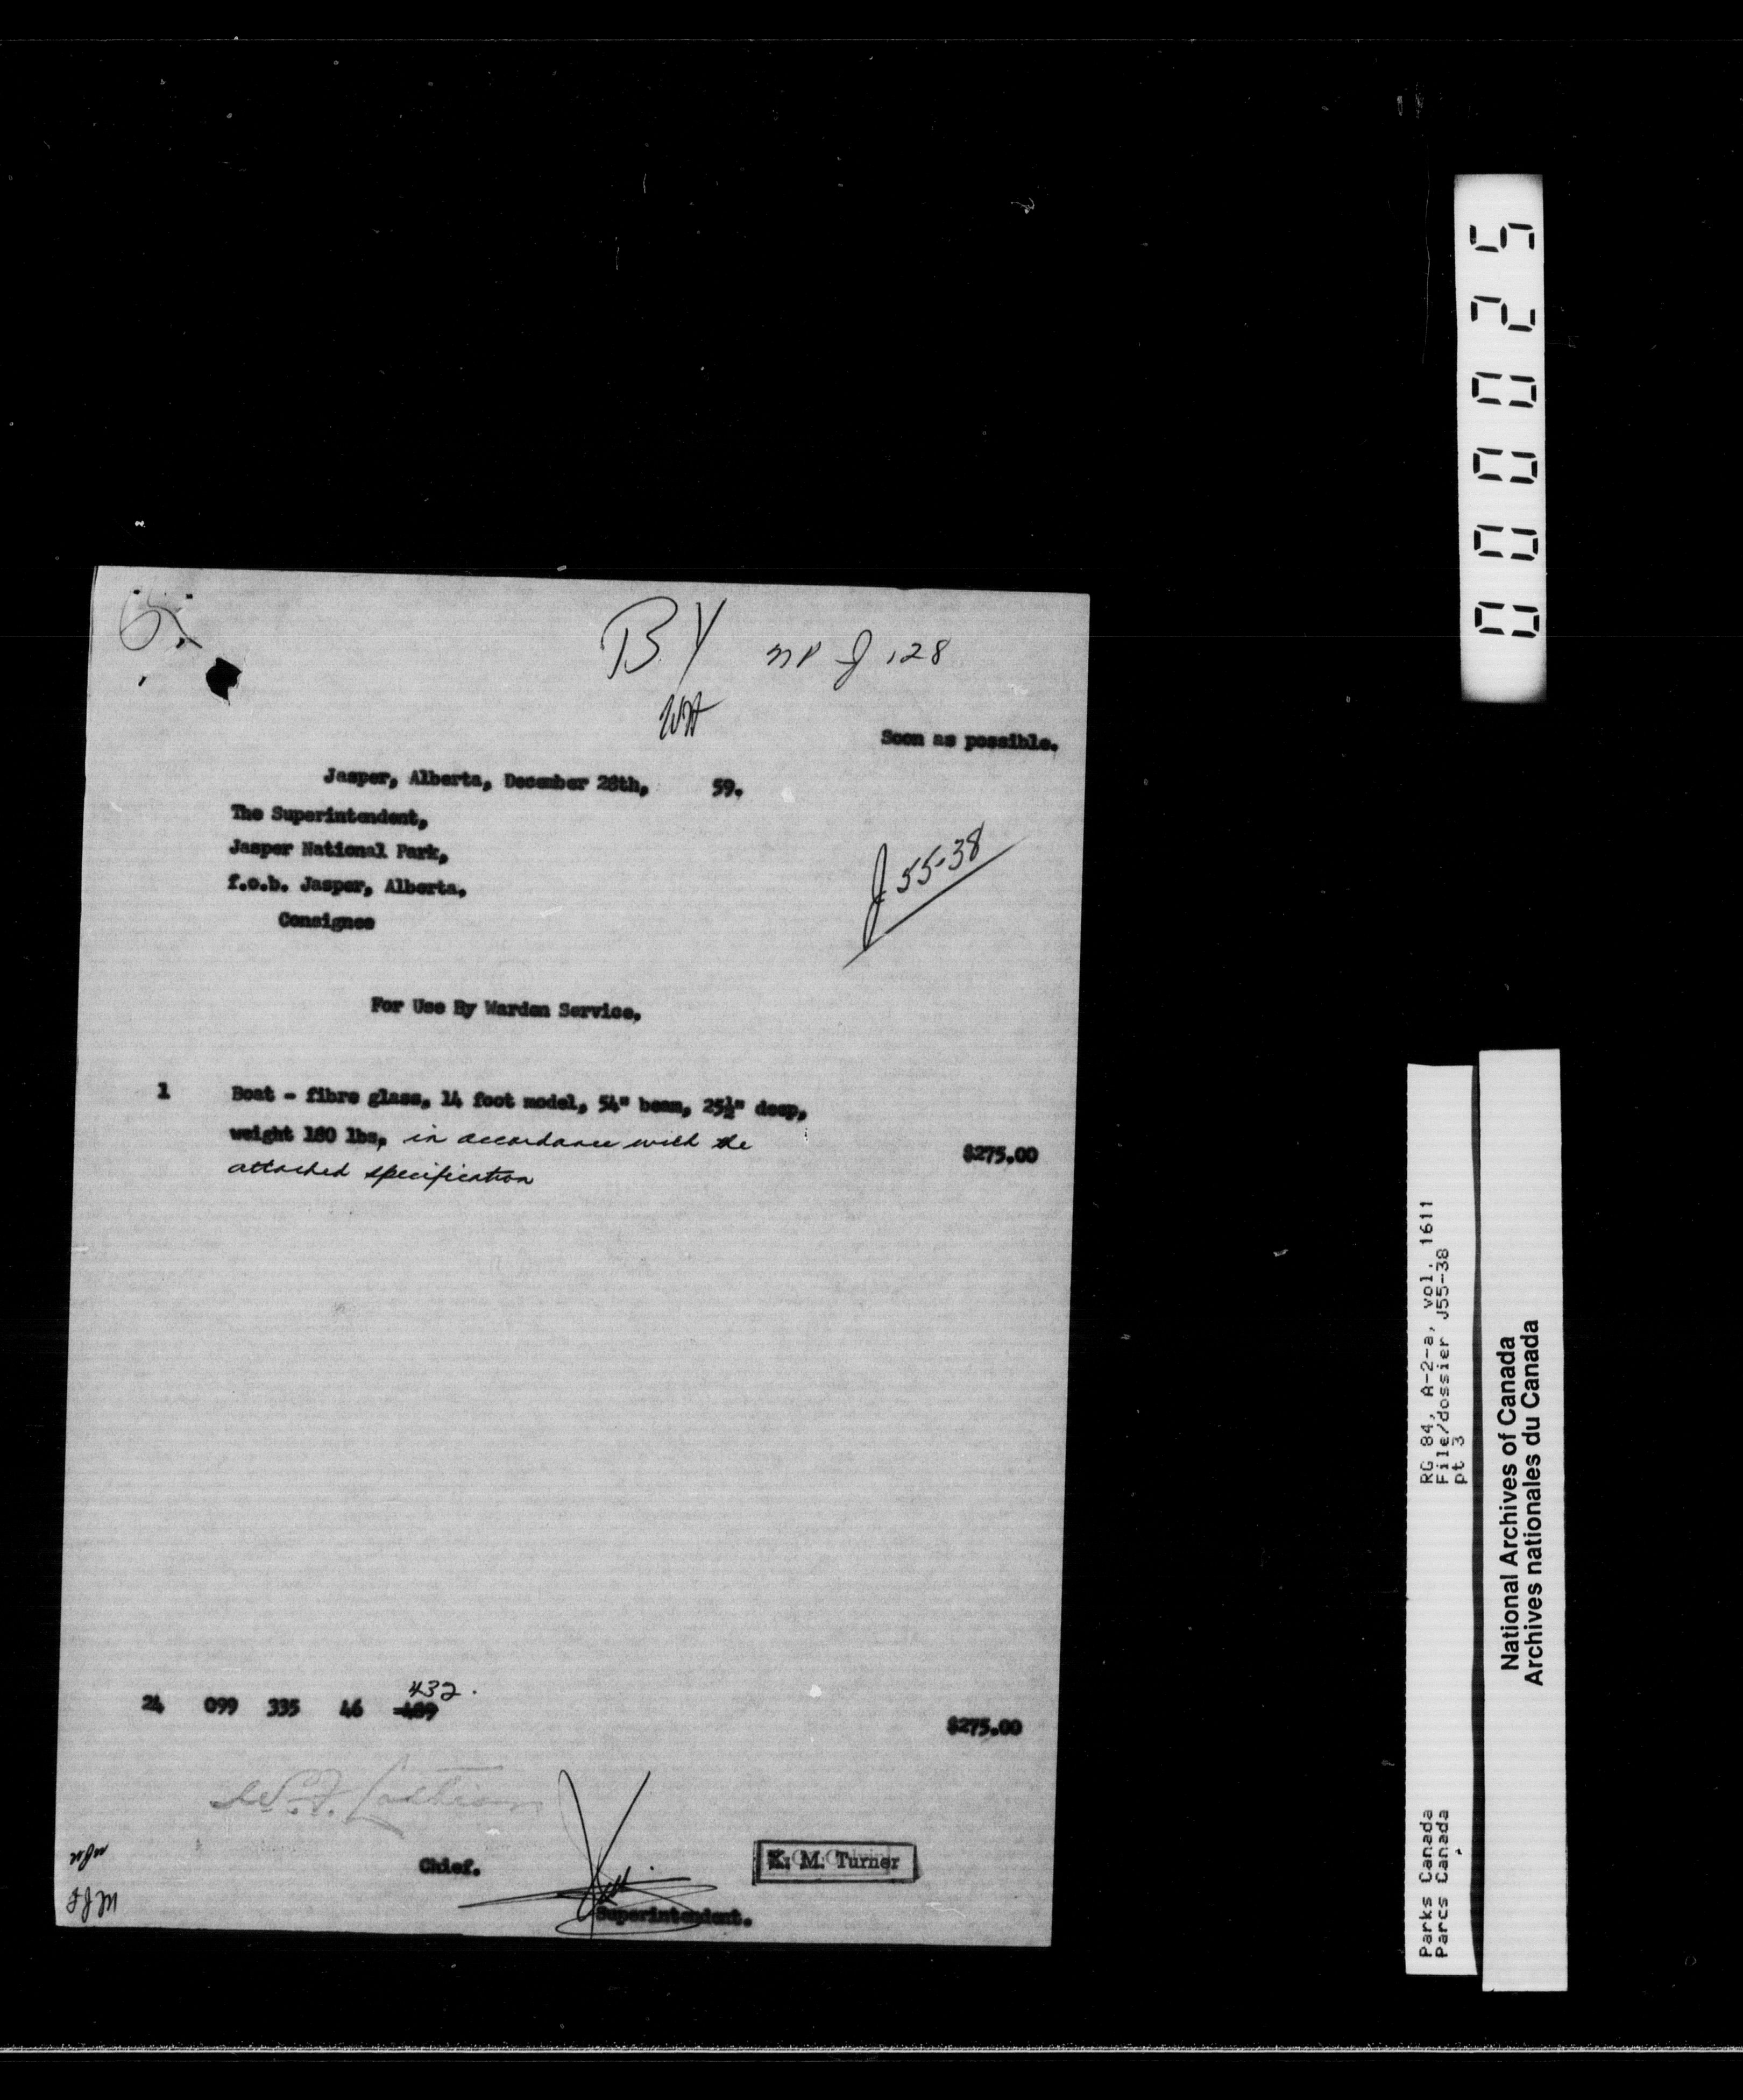 BY NP J 128
WA
Soon as possible.
Jasper, Alberta, December 28th, 59.
The Superintendent,
Jasper National Park,
f.o.b. Jasper, Alberta.
Consignee
J 55-38
For Use By Warden Service.
1 Boat - fibre glass, 14 foot model, 54" beam, 25½" deep,
weight 180 lbs, in accordance with the
attached specification
$275.00
432.
24 099 335 46 489
$275.00
Chief.
K. M. Turner
Superintendent.
000025
RG 84, A-2-a, vol. 1611
File/dossier J55-38
pt 3
Parks Canada
Parcs Canada
National Archives of Canada
Archives nationales du Canada